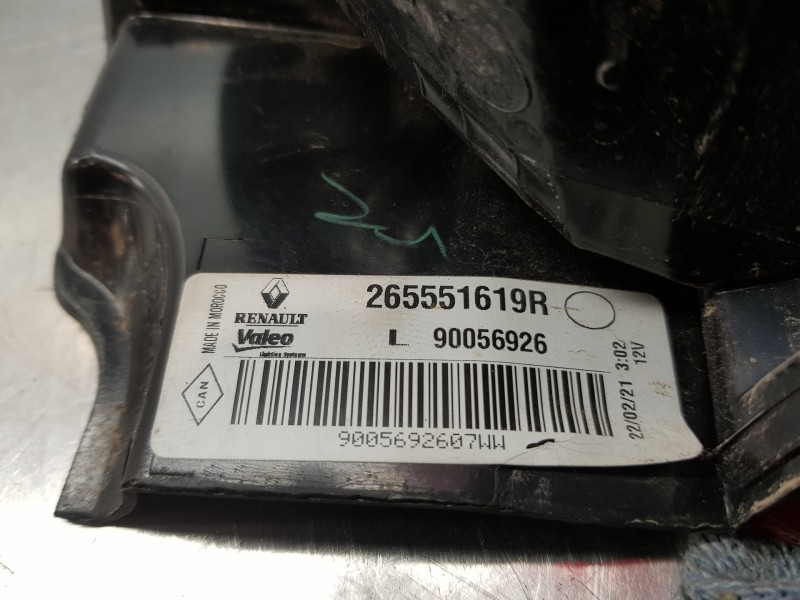 MADE IN MOROCCO
RENAULT
Valeo
Lighting Systems
265551619R
L 90056926
CAN
9005692607WW
22/02/21 3:02
12V